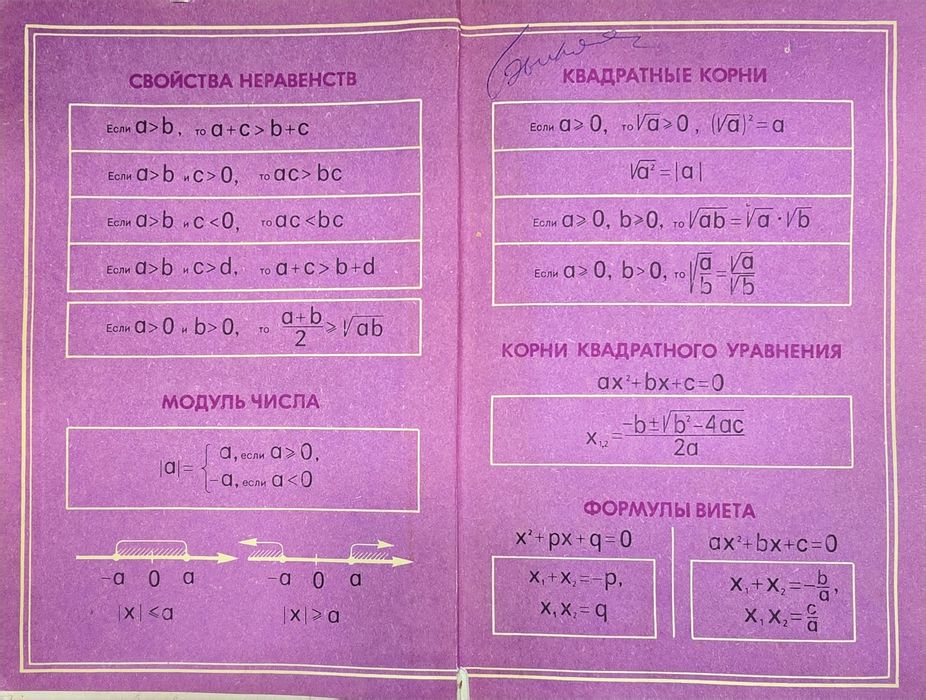 СВОЙСТВА НЕРАВЕНСТВ
Если a>b, то a+c>b+c
Если a>b и c>0, то ac>bc
Если a>b и c<0, то ac<bc
Если a>b и c>d, то a+c>b+d
Если a>0 и b>0, то (a+b)/2 ⩾ √ab
МОДУЛЬ ЧИСЛА
|a|= { a, если a⩾0,
-a, если a<0
-a 0 a -a 0 a
|x|⩽a |x|⩾a
КВАДРАТНЫЕ КОРНИ
Если a⩾0, то √a⩾0, (√a)²=a
√a²=|a|
Если a⩾0, b⩾0, то √ab=√a·√b
Если a⩾0, b>0, то √(a/b)=√a/√b
КОРНИ КВАДРАТНОГО УРАВНЕНИЯ
ax²+bx+c=0
x₁,₂=(-b±√(b²-4ac))/2a
ФОРМУЛЫ ВИЕТА
x²+px+q=0 ax²+bx+c=0
x₁+x₂=-p, x₁+x₂=-b/a,
x₁x₂=q x₁x₂=c/a